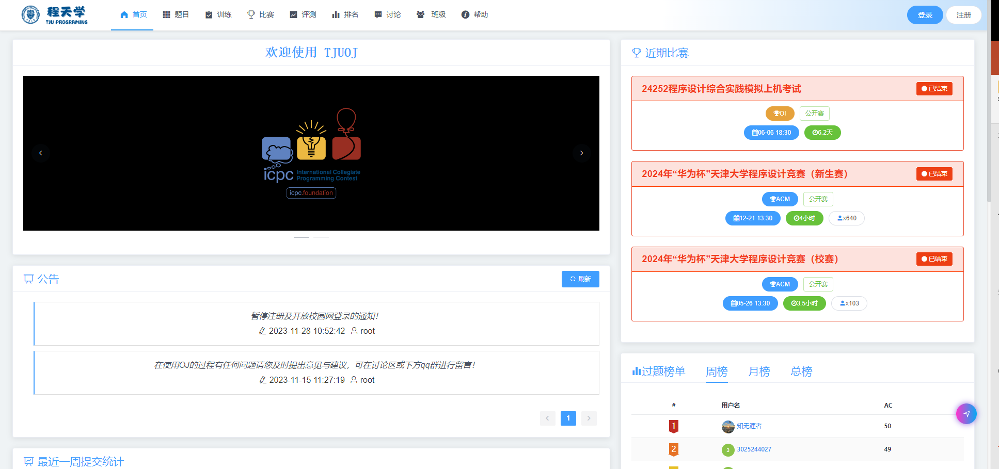 程天学
TJU PROGRAMING
首页
题目
训练
比赛
评测
排名
讨论
班级
帮助
登录
注册
欢迎使用 TJUOJ
icpc International Collegiate
Programming Contest
icpc.foundation
公告
刷新
暂停注册及开放校园网登录的通知！
2023-11-28 10:52:42 root
在使用OJ的过程有任何问题请您及时提出意见与建议，可在讨论区或下方qq群进行留言！
2023-11-15 11:27:19 root
1
最近一周提交统计
近期比赛
24252程序设计综合实践模拟上机考试
已结束
OI 公开赛
06-06 18:30 6.2天
2024年“华为杯”天津大学程序设计竞赛（新生赛）
已结束
ACM 公开赛
12-21 13:30 4小时 x640
2024年“华为杯”天津大学程序设计竞赛（校赛）
已结束
ACM 公开赛
05-26 13:30 3.5小时 x103
过题榜单 周榜 月榜 总榜
# 用户名 AC
1 知无涯者 50
2 3 3025244027 49